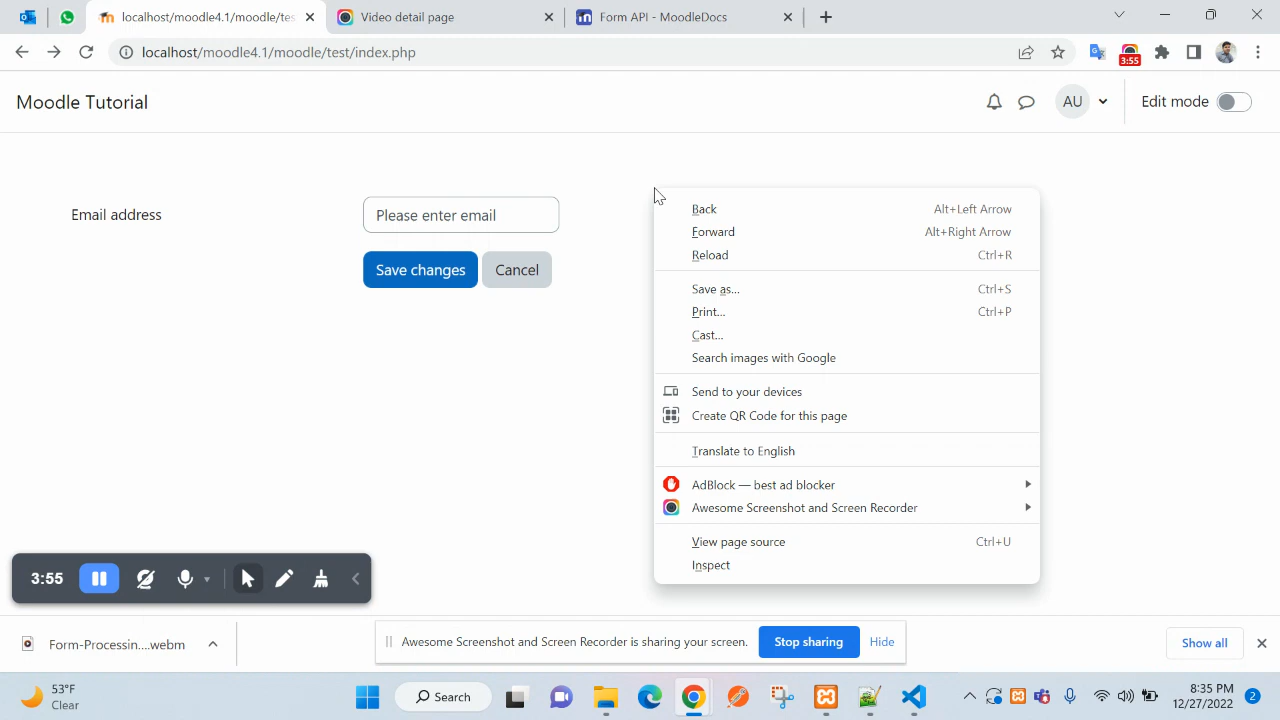 localhost/moodle4.1/moodle/tes
Video detail page
Form API - MoodleDocs
localhost/moodle4.1/moodle/test/index.php
3:55
Moodle Tutorial
AU
Edit mode
Email address
Please enter email
Save changes
Cancel
Back Alt+Left Arrow
Forward Alt+Right Arrow
Reload Ctrl+R
Save as... Ctrl+S
Print... Ctrl+P
Cast...
Search images with Google
Send to your devices
Create QR Code for this page
Translate to English
AdBlock — best ad blocker
Awesome Screenshot and Screen Recorder
View page source Ctrl+U
Inspect
3:55
Form-Processin....webm
Awesome Screenshot and Screen Recorder is sharing your screen.
Stop sharing
Hide
Show all
53°F
Clear
Search
8:35 PM
12/27/2022
2